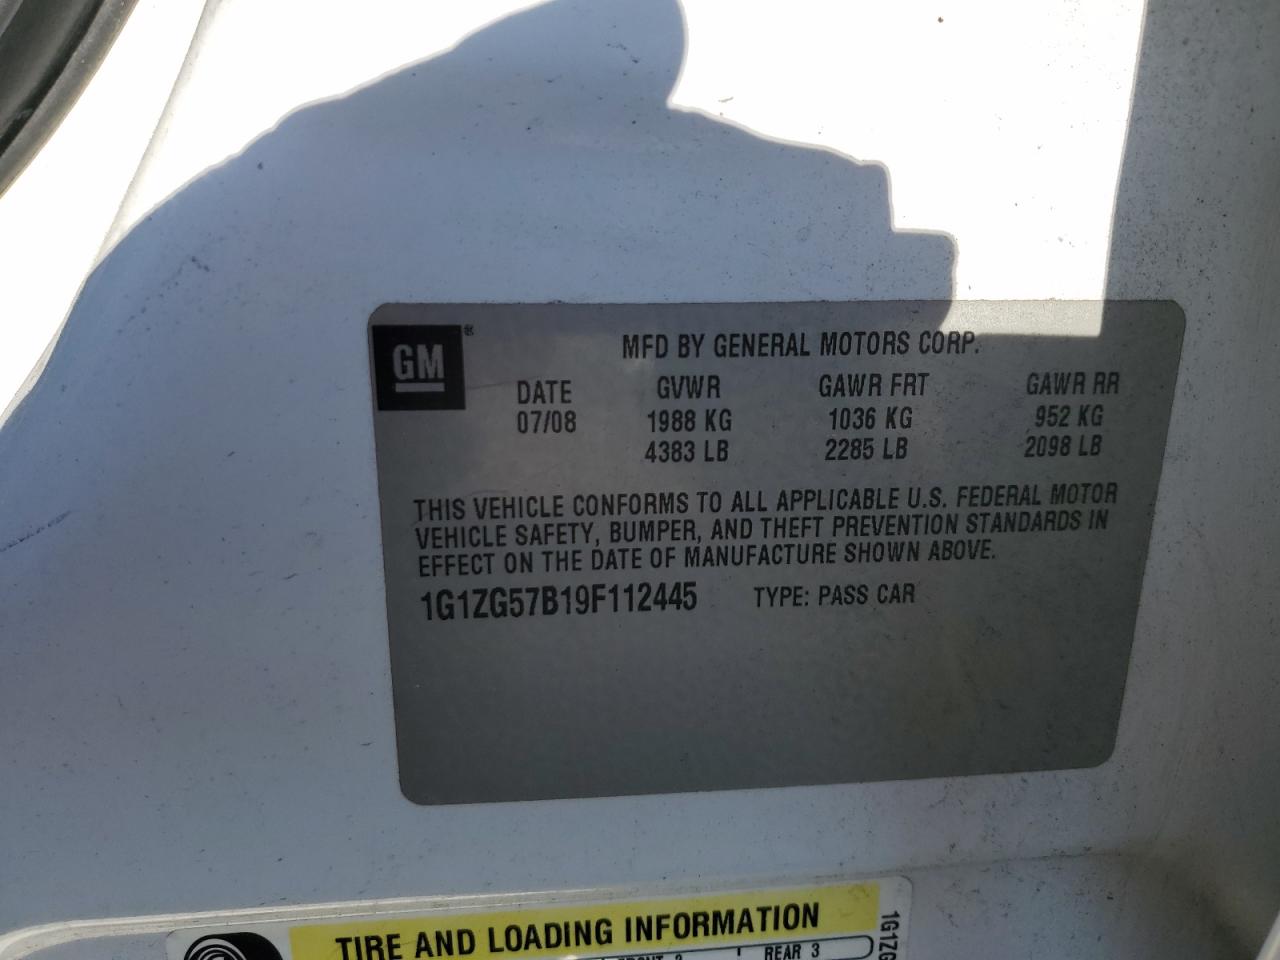 GM ®
MFD BY GENERAL MOTORS CORP.
DATE GVWR GAWR FRT GAWR RR
07/08 1988 KG 1036 KG 952 KG
4383 LB 2285 LB 2098 LB
THIS VEHICLE CONFORMS TO ALL APPLICABLE U.S. FEDERAL MOTOR
VEHICLE SAFETY, BUMPER, AND THEFT PREVENTION STANDARDS IN
EFFECT ON THE DATE OF MANUFACTURE SHOWN ABOVE.
1G1ZG57B19F112445 TYPE: PASS CAR
TIRE AND LOADING INFORMATION
FRONT 2 REAR 3
1G1ZG